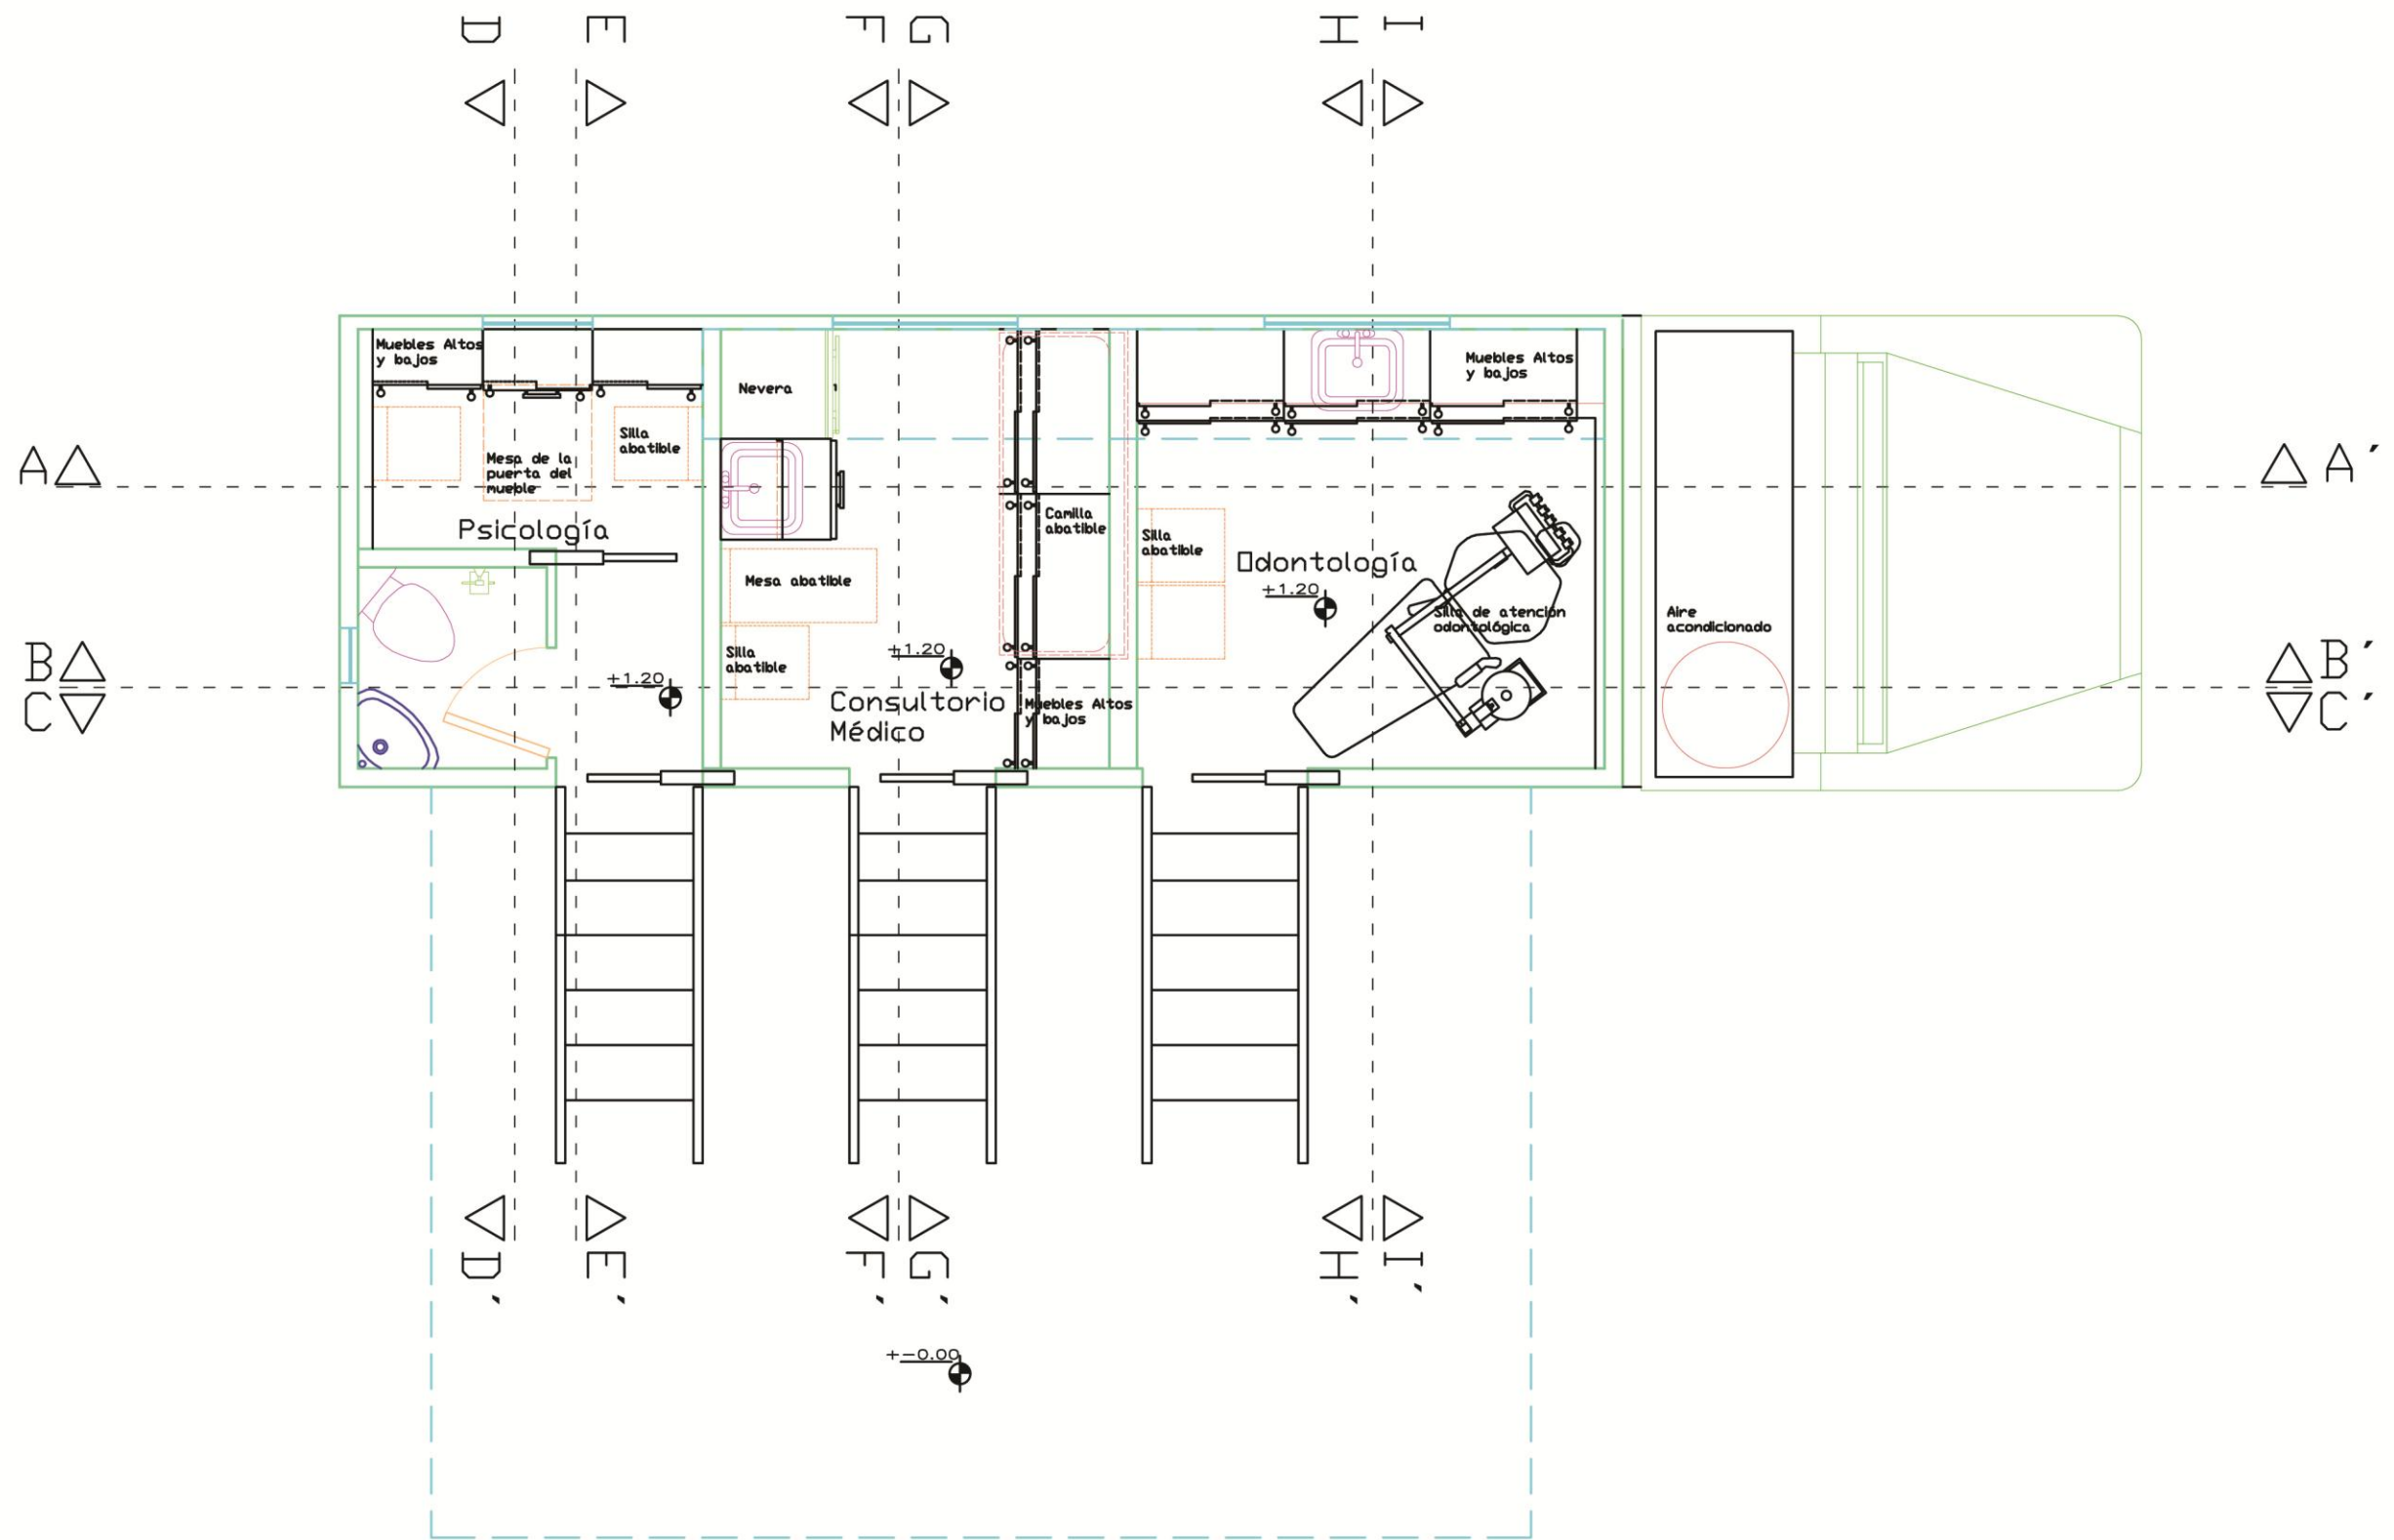 D E F G H I
Muebles Altos
y bajos
Nevera
Muebles Altos
y bajos
Silla
abatible
Mesa de la
puerta del
mueble
A A´
Psicología
Camilla
abatible
Silla
abatible
Odontología
+1.20
Mesa abatible
Silla de atención
odontológica
Aire
acondicionado
Silla
abatible
+1.20
+1.20
B B´
C C´
Consultorio
Médico
Muebles Altos
y bajos
D´ E´ F´ G´ H´ I´
+-0.00